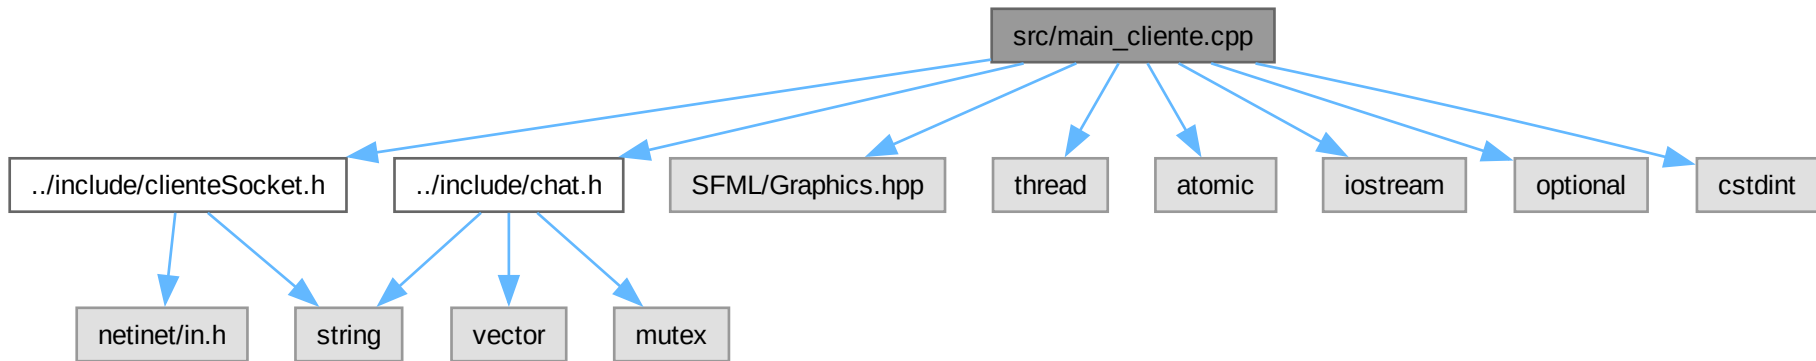 src/main_cliente.cpp
../include/clienteSocket.h
../include/chat.h
SFML/Graphics.hpp
thread
atomic
iostream
optional
cstdint
netinet/in.h
string
vector
mutex